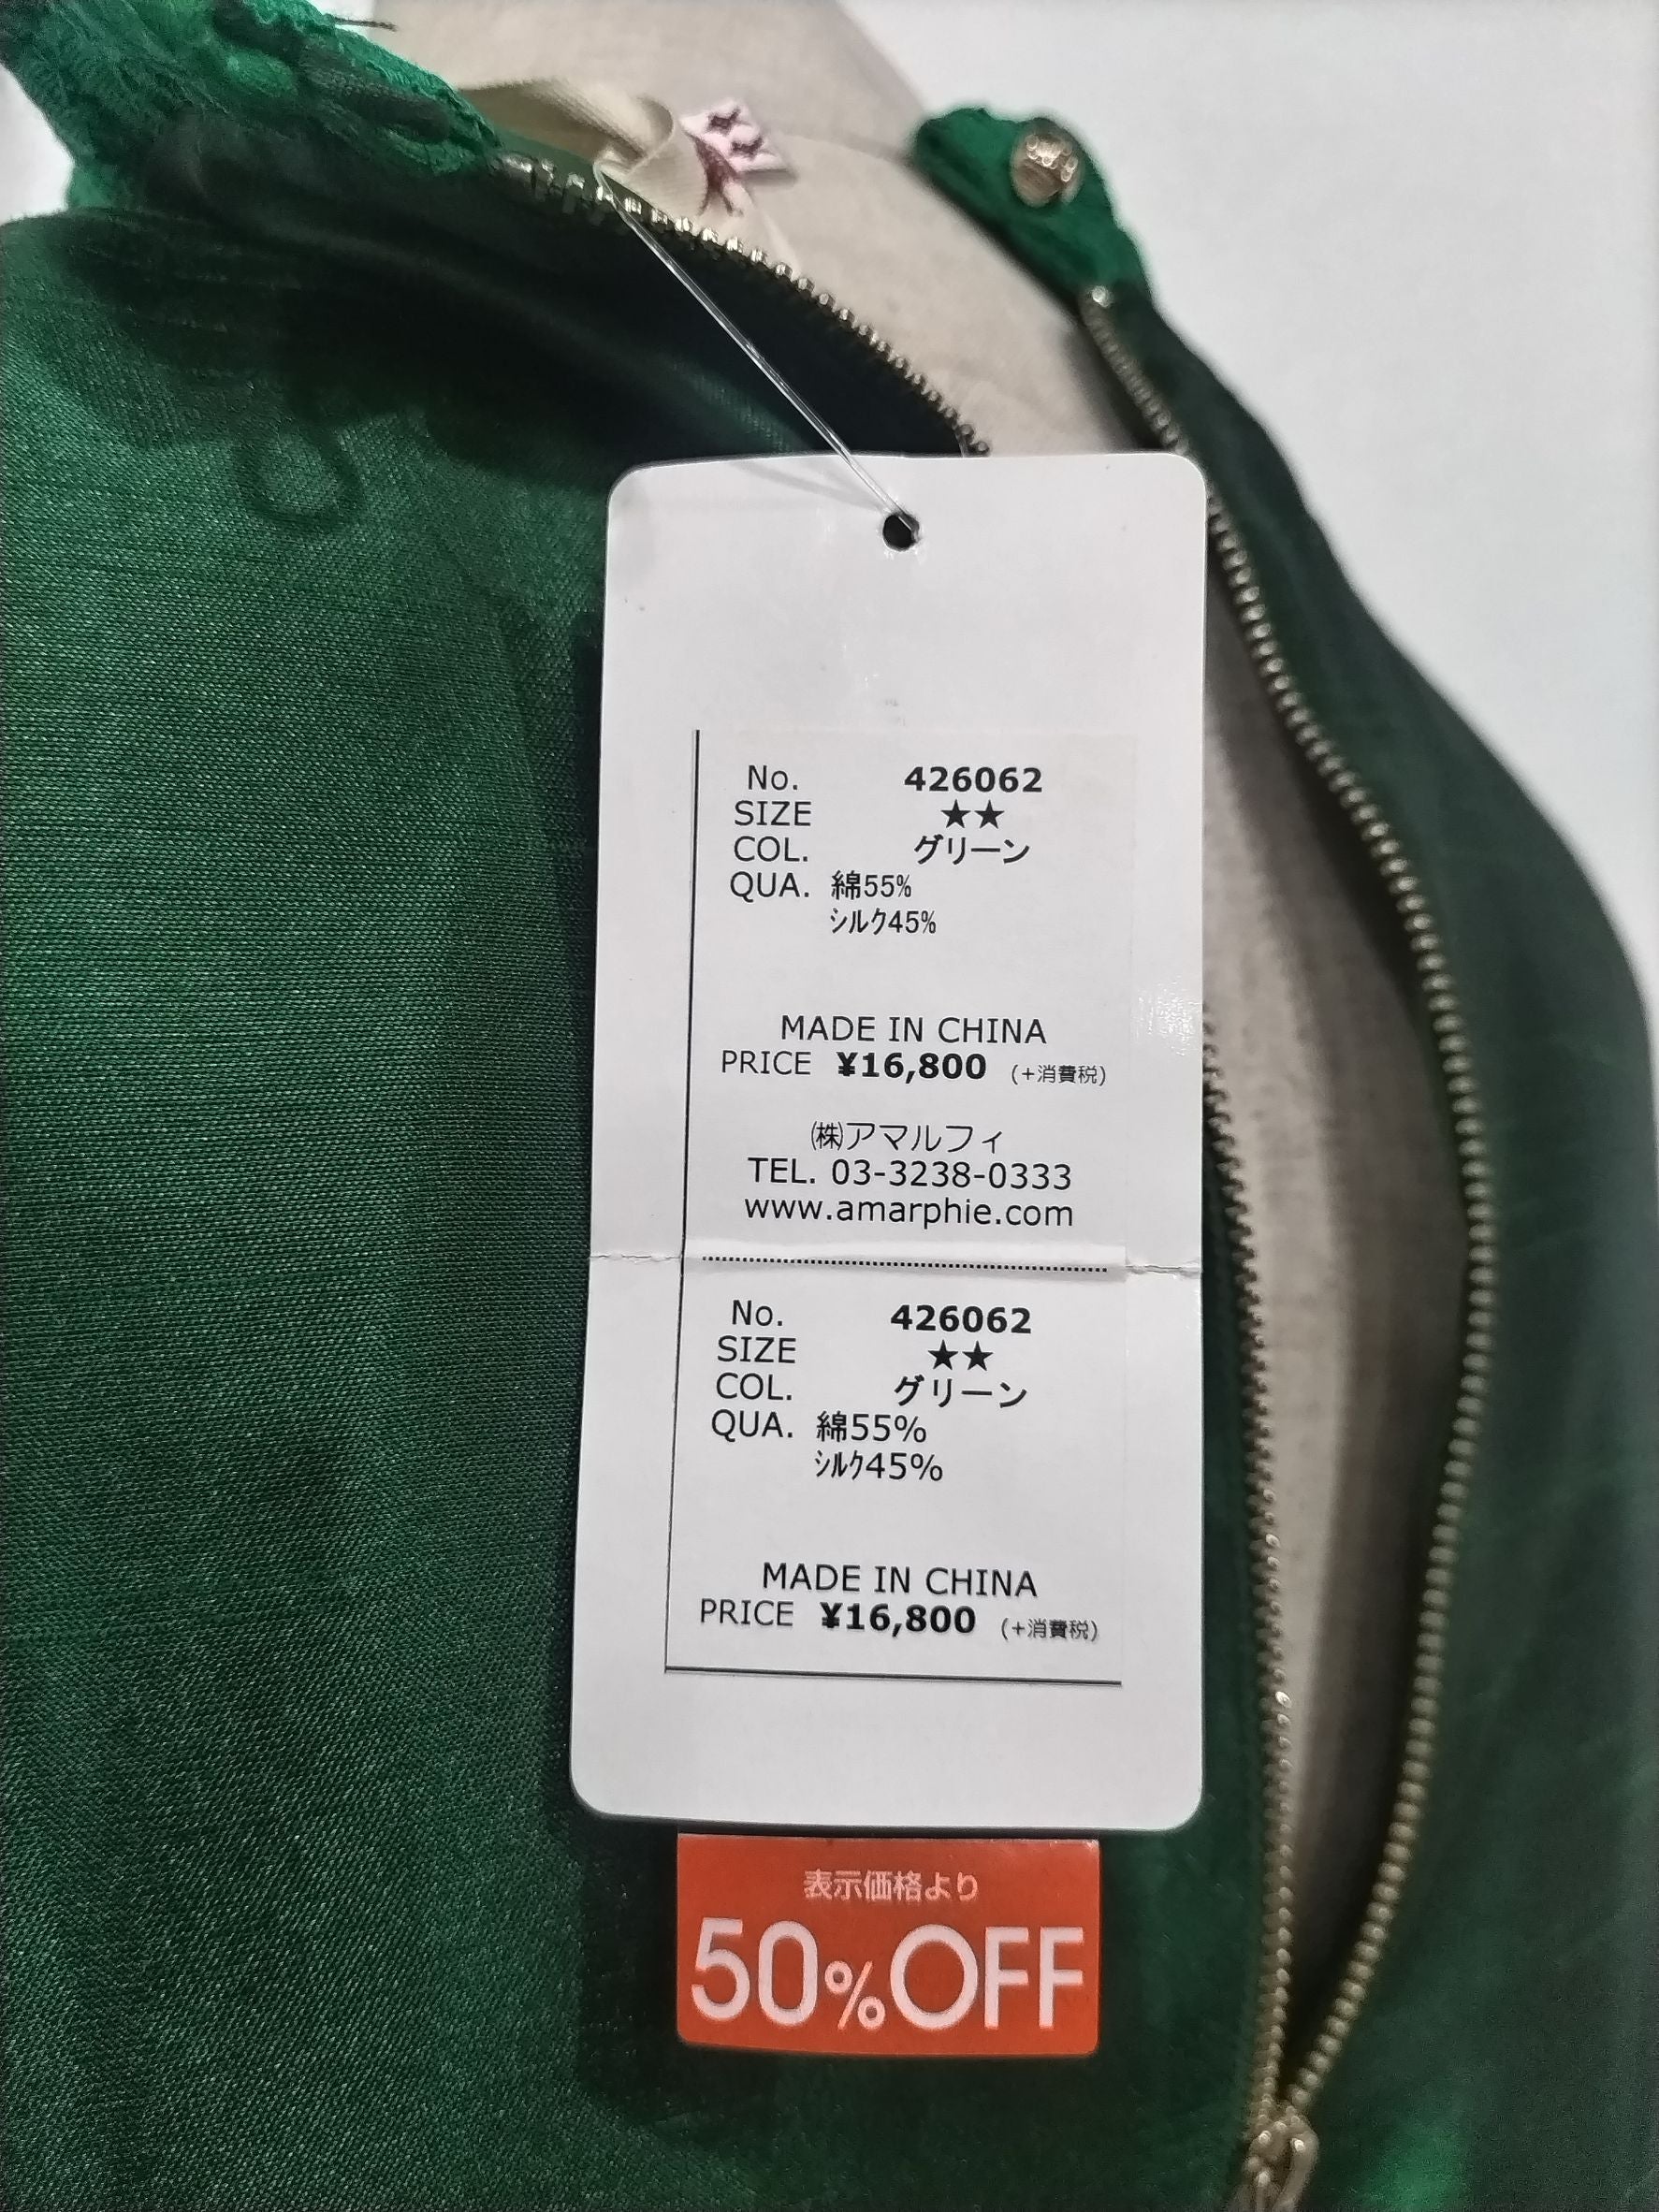 No. 426062
SIZE ★★
COL. グリーン
QUA. 綿55%
シルク45%
MADE IN CHINA
PRICE ¥16,800 (+消費税)
㈱アマルフィ
TEL. 03-3238-0333
www.amarphie.com
No. 426062
SIZE ★★
COL. グリーン
QUA. 綿55%
シルク45%
MADE IN CHINA
PRICE ¥16,800 (+消費税)
表示価格より
50%OFF